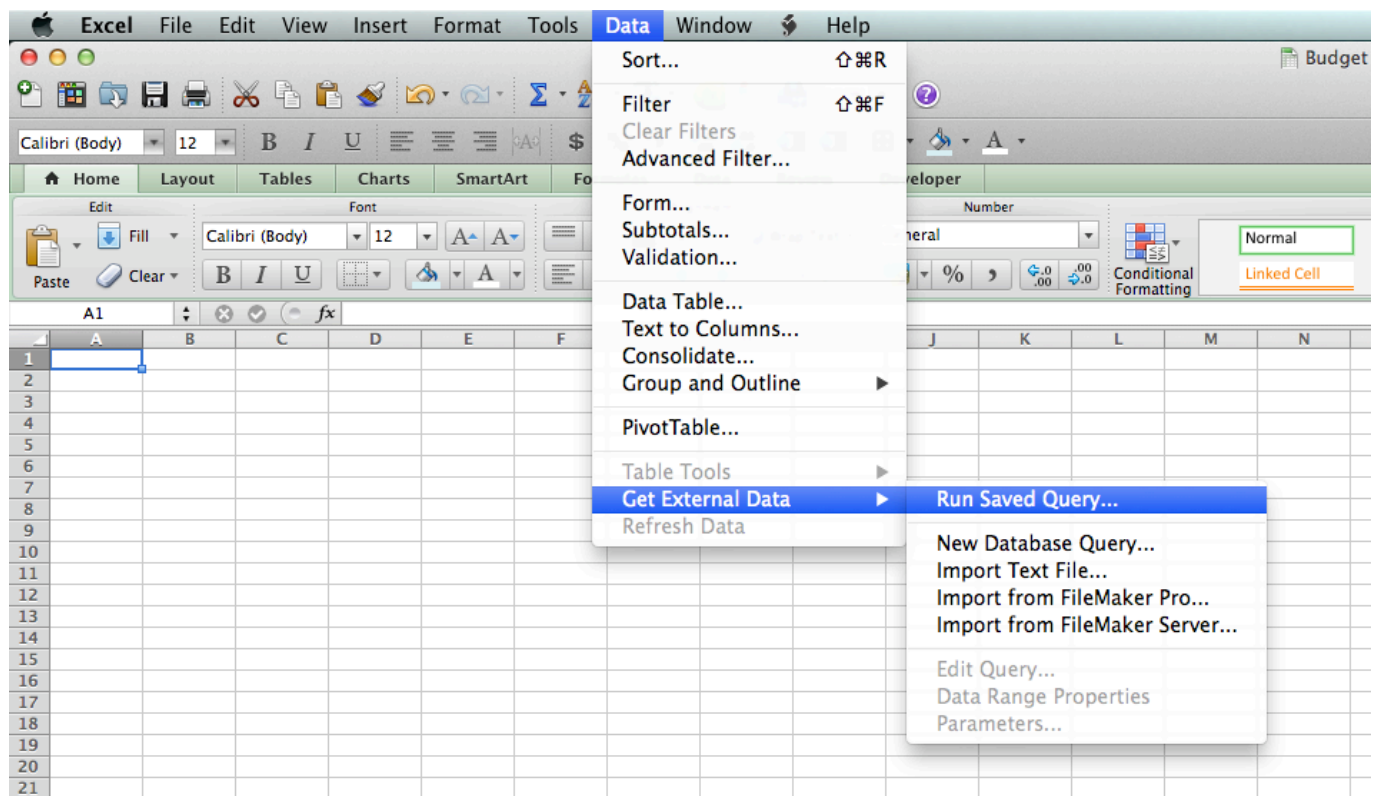 Excel File Edit View Insert Format Tools Data Window Help
Budget
Calibri (Body) 12 B I U $ A
Home Layout Tables Charts SmartArt Fo veloper
Edit Font Number
Fill Calibri (Body) 12 A A neral Normal
Paste Clear B I U A % Conditional Formatting Linked Cell
A1 fx
A B C D E F J K L M N
1
2
3
4
5
6
7
8
9
10
11
12
13
14
15
16
17
18
19
20
21
Sort... ⇧⌘R
Filter ⇧⌘F
Clear Filters
Advanced Filter...
Form...
Subtotals...
Validation...
Data Table...
Text to Columns...
Consolidate...
Group and Outline
PivotTable...
Table Tools
Get External Data
Refresh Data
Run Saved Query...
New Database Query...
Import Text File...
Import from FileMaker Pro...
Import from FileMaker Server...
Edit Query...
Data Range Properties
Parameters...